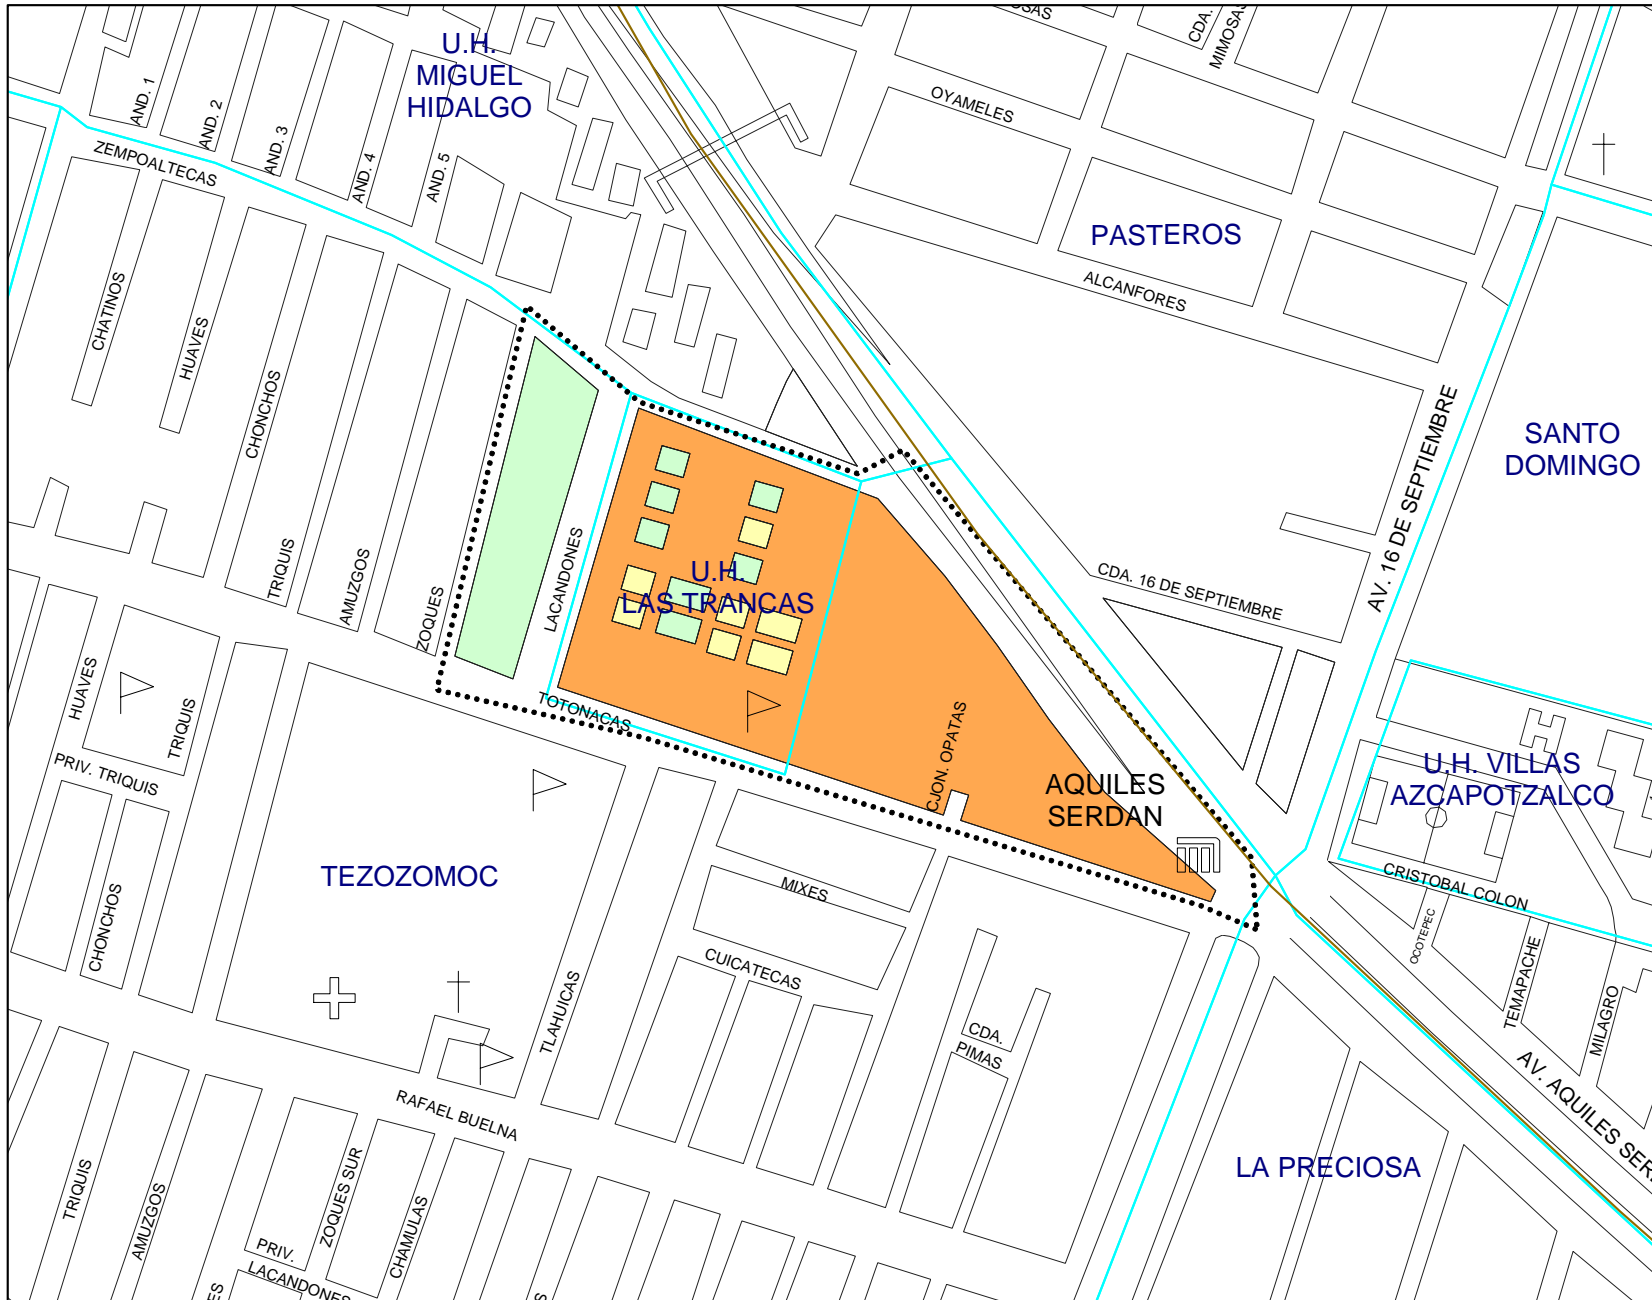 U.H.
MIGUEL
HIDALGO
CDA.
MIMOSAS
OYAMELES
AND. 1
AND. 2
AND. 3
AND. 4
AND. 5
ZEMPOALTECAS
PASTEROS
ALCANFORES
CHATINOS
HUAVES
CHONCHOS
TRIQUIS
AMUZGOS
ZOQUES
LACANDONES
U.H.
LAS TRANCAS
AV. 16 DE SEPTIEMBRE
SANTO
DOMINGO
CDA. 16 DE SEPTIEMBRE
HUAVES
TRIQUIS
PRIV. TRIQUIS
CHONCHOS
TOTONACAS
CJON. OPATAS
AQUILES
SERDAN
U.H. VILLAS
AZCAPOTZALCO
CRISTOBAL COLON
OCOTEPEC
TEMAPACHE
MILAGRO
TEZOZOMOC
MIXES
CUICATECAS
TLAHUICAS
CDA.
PIMAS
RAFAEL BUELNA
AV. AQUILES SER
LA PRECIOSA
TRIQUIS
AMUZGOS
ZOQUES SUR
CHAMULAS
PRIV.
LACANDONES